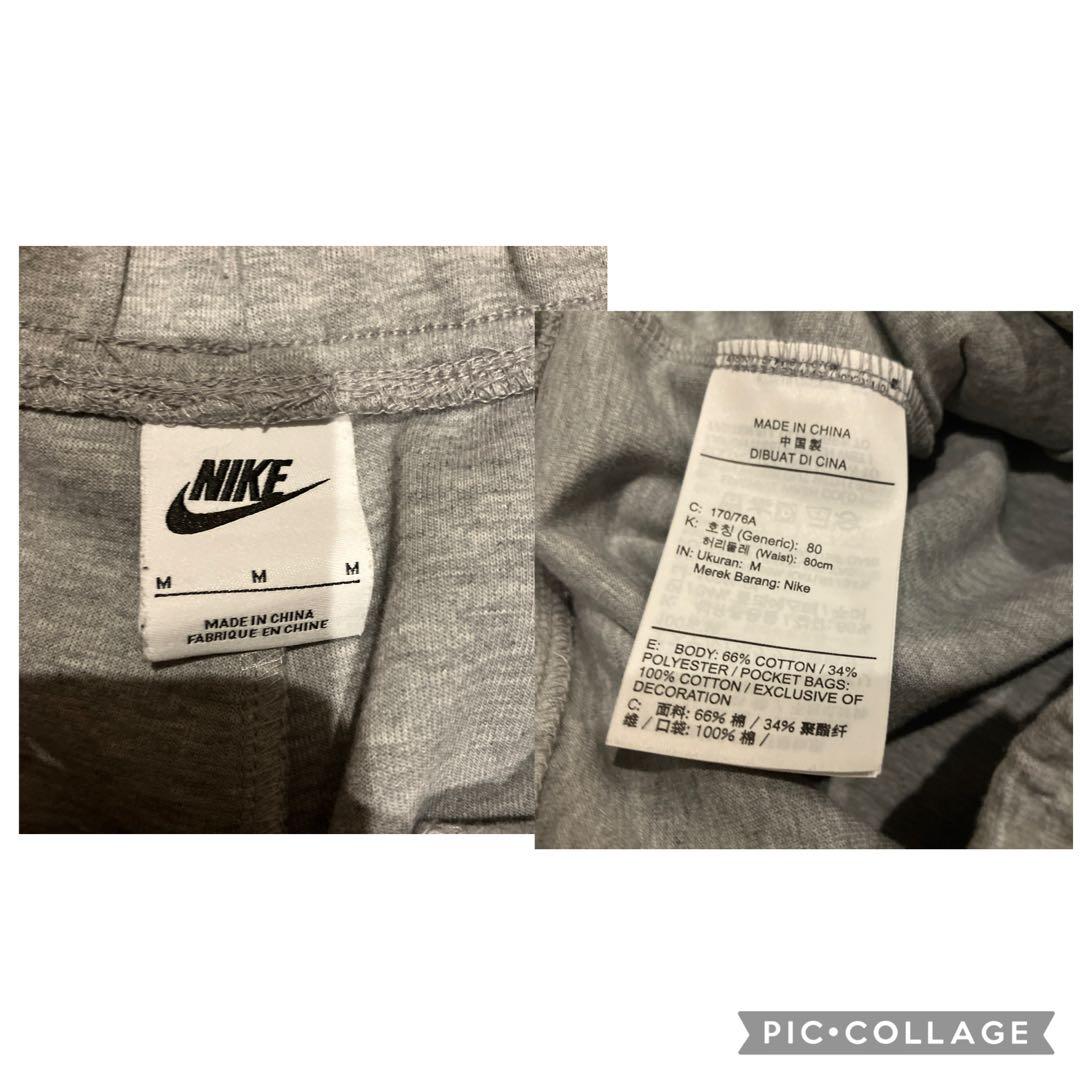 NIKE
M M M
MADE IN CHINA
FABRIQUE EN CHINE
MADE IN CHINA
中国製
DIBUAT DI CINA
C: 170/76A
K: 호칭 (Generic): 80
허리둘레 (Waist): 80cm
IN: Ukuran: M
Merek Barang: Nike
E: BODY: 66% COTTON / 34%
POLYESTER / POCKET BAGS:
100% COTTON / EXCLUSIVE OF
DECORATION
C: 面料: 66% 棉 / 34% 聚酯纤
维 / 口袋: 100% 棉 /
PIC•COLLAGE